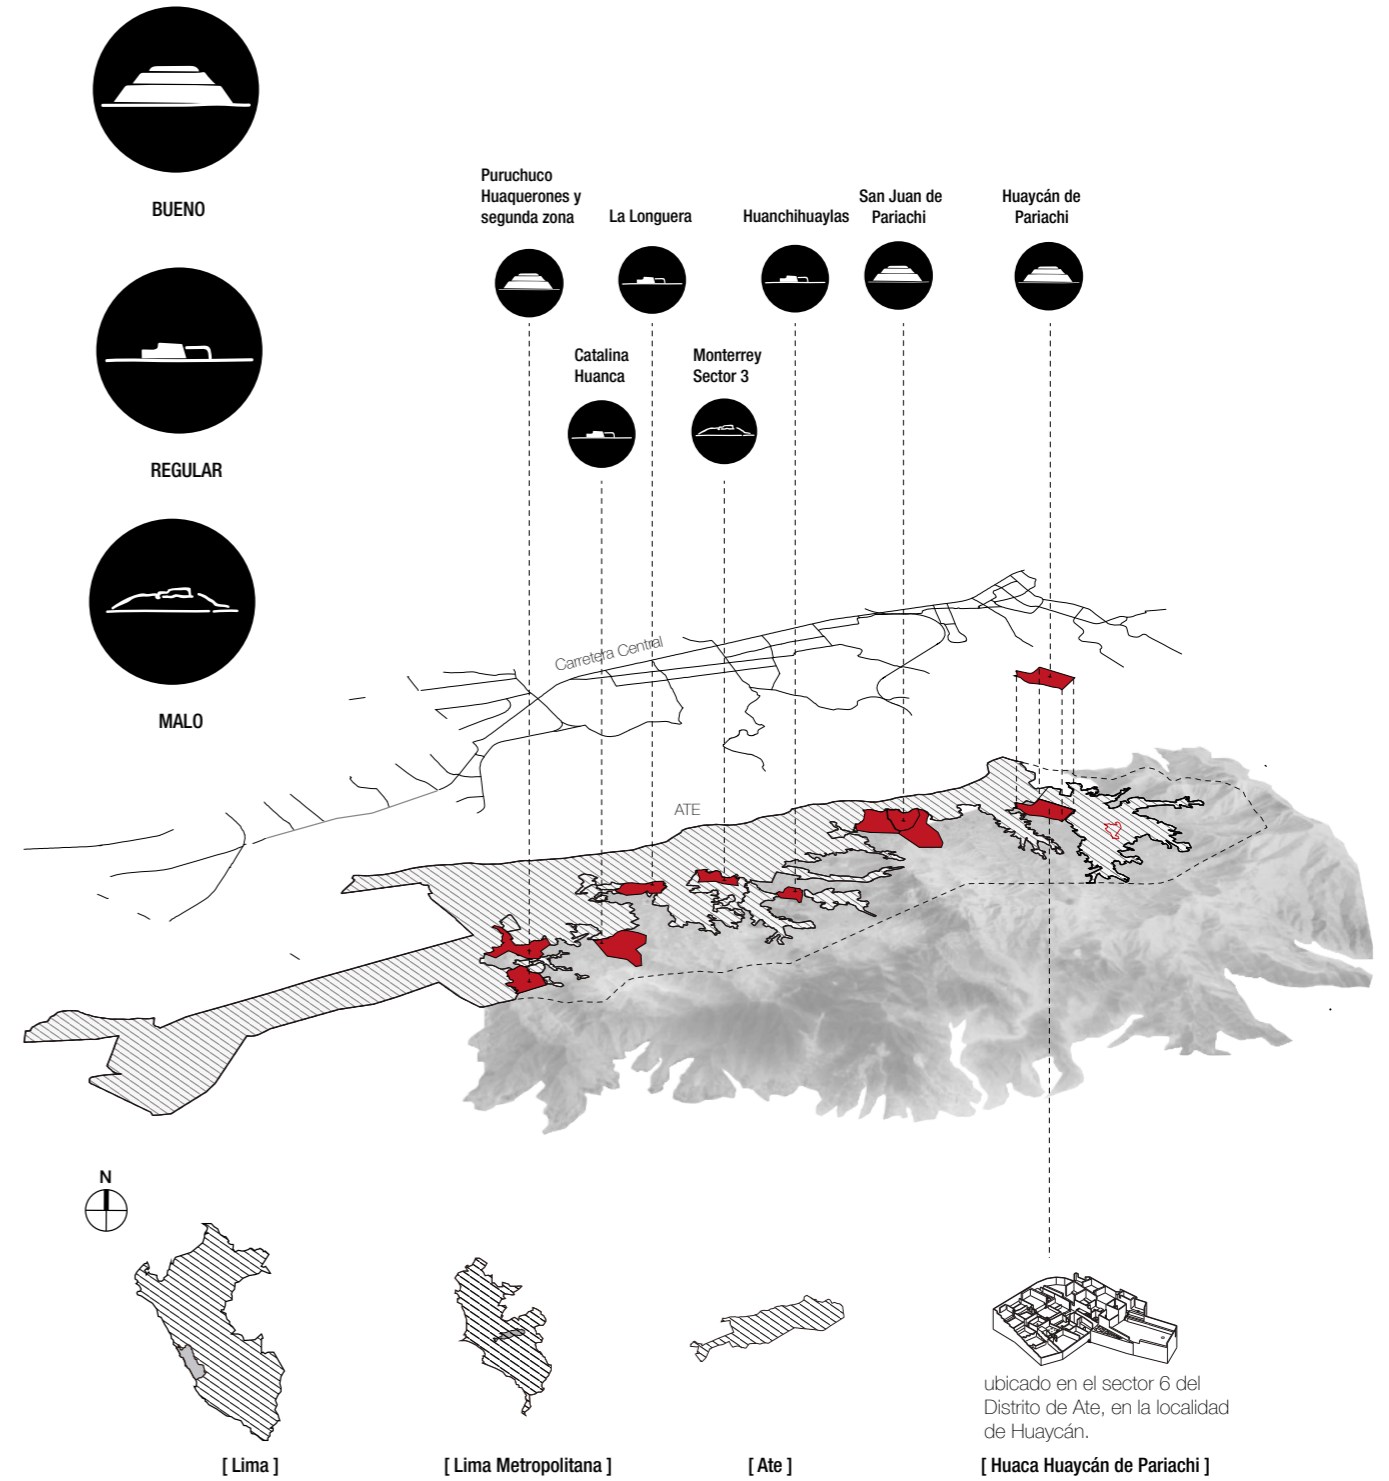 BUENO
REGULAR
MALO
Puruchuco
Huaquerones y
segunda zona
La Longuera
Huanchihuaylas
San Juan de
Pariachi
Huaycán de
Pariachi
Catalina
Huanca
Monterrey
Sector 3
Carretera Central
ATE
N
ubicado en el sector 6 del
Distrito de Ate, en la localidad
de Huaycán.
[ Lima ]
[ Lima Metropolitana ]
[ Ate ]
[ Huaca Huaycán de Pariachi ]